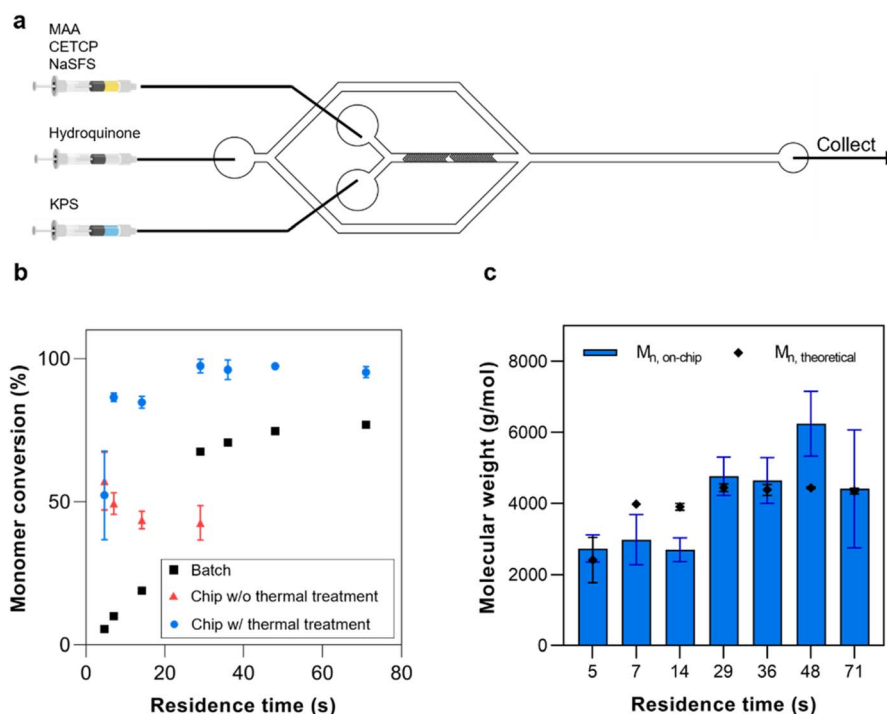 a
MAA
CETCP
NaSFS
Hydroquinone
KPS
Collect
b
Monomer conversion (%)
100
50
0
Batch
Chip w/o thermal treatment
Chip w/ thermal treatment
0 20 40 60 80
Residence time (s)
c
Molecular weight (g/mol)
8000
6000
4000
2000
0
Mn, on-chip Mn, theoretical
5 7 14 29 36 48 71
Residence time (s)